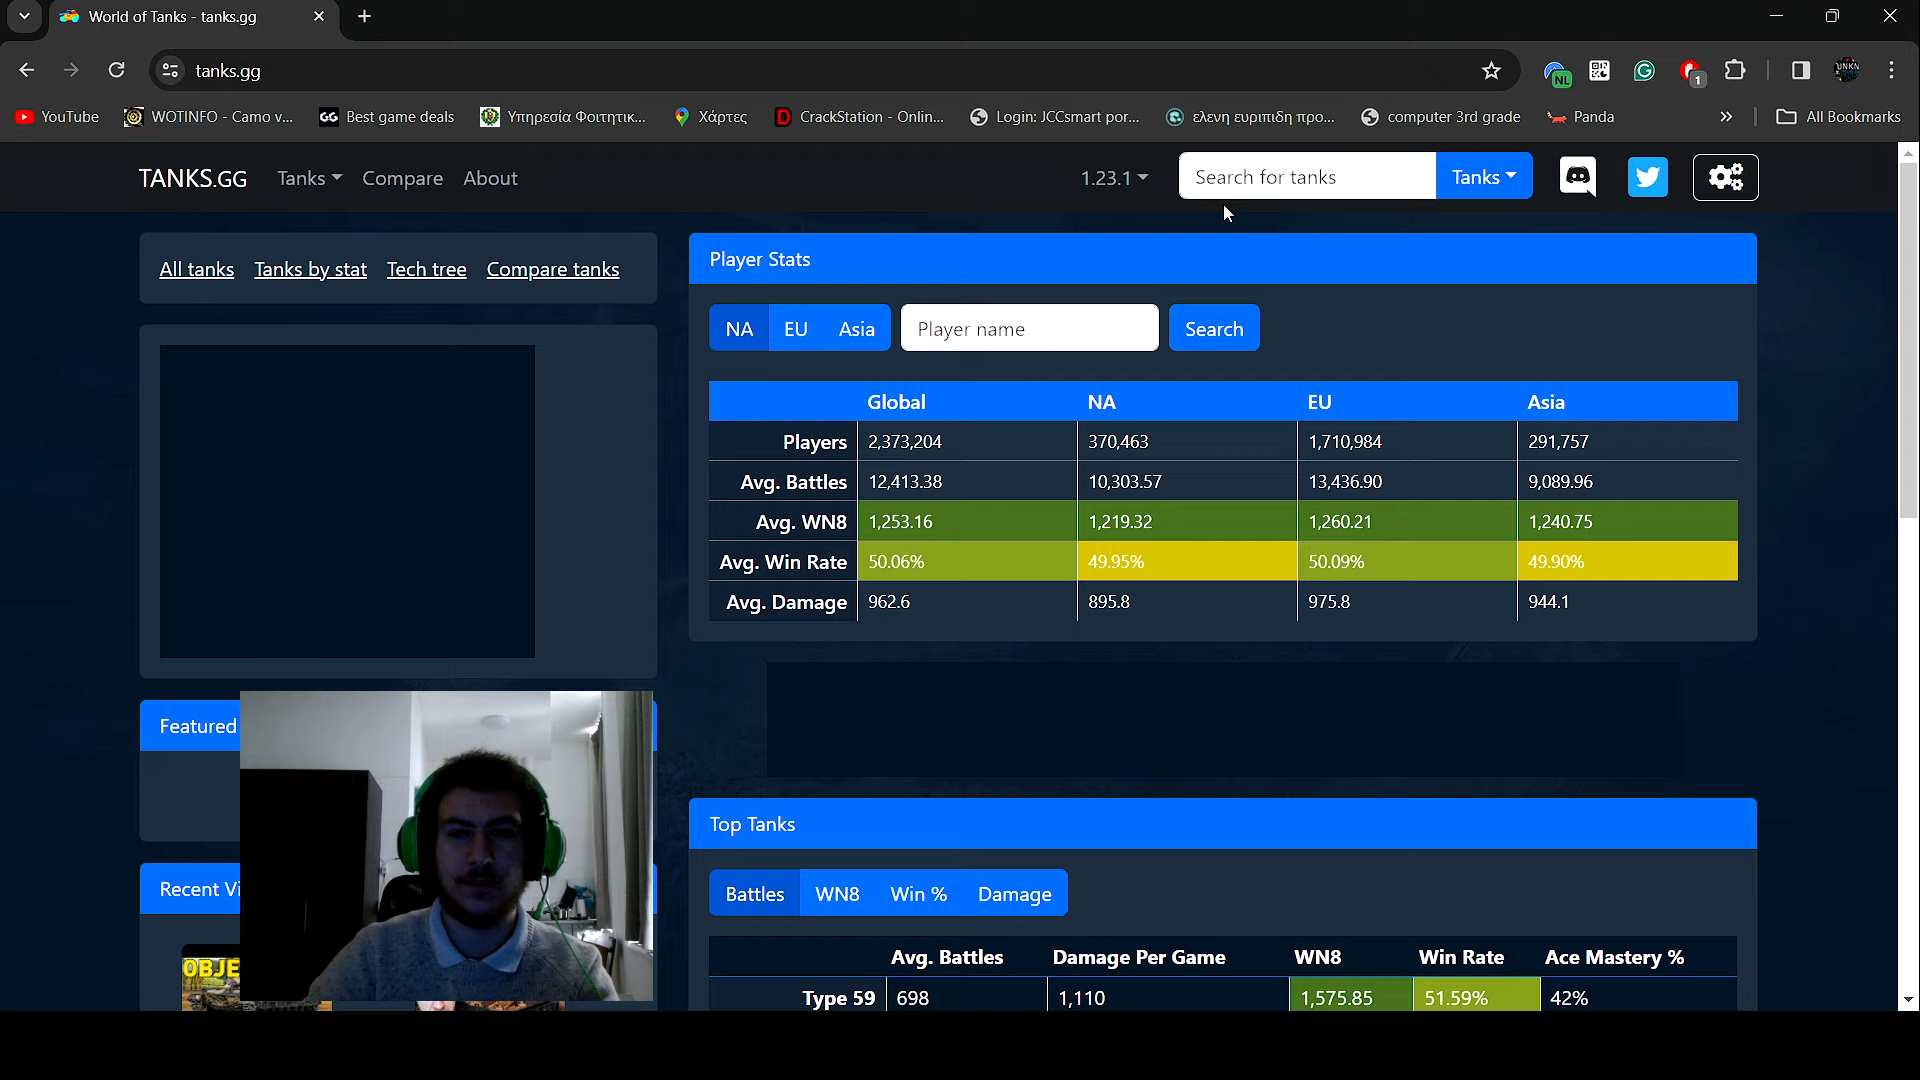 World of Tanks - tanks.gg
tanks.gg
YouTube WOTINFO - Camo v... Best game deals Υπηρεσία Φοιτητικ... Χάρτες CrackStation - Onlin... Login: JCCsmart por... ελενη ευριπιδη προ... computer 3rd grade Panda » All Bookmarks
TANKS.GG Tanks Compare About 1.23.1 Search for tanks Tanks
All tanks Tanks by stat Tech tree Compare tanks
Player Stats
NA EU Asia Player name Search
Global NA EU Asia
Players 2,373,204 370,463 1,710,984 291,757
Avg. Battles 12,413.38 10,303.57 13,436.90 9,089.96
Avg. WN8 1,253.16 1,219.32 1,260.21 1,240.75
Avg. Win Rate 50.06% 49.95% 50.09% 49.90%
Avg. Damage 962.6 895.8 975.8 944.1
Featured
Top Tanks
Recent Vi
Battles WN8 Win % Damage
Avg. Battles Damage Per Game WN8 Win Rate Ace Mastery %
Type 59 698 1,110 1,575.85 51.59% 42%
OBJE
NL
1
UNKN